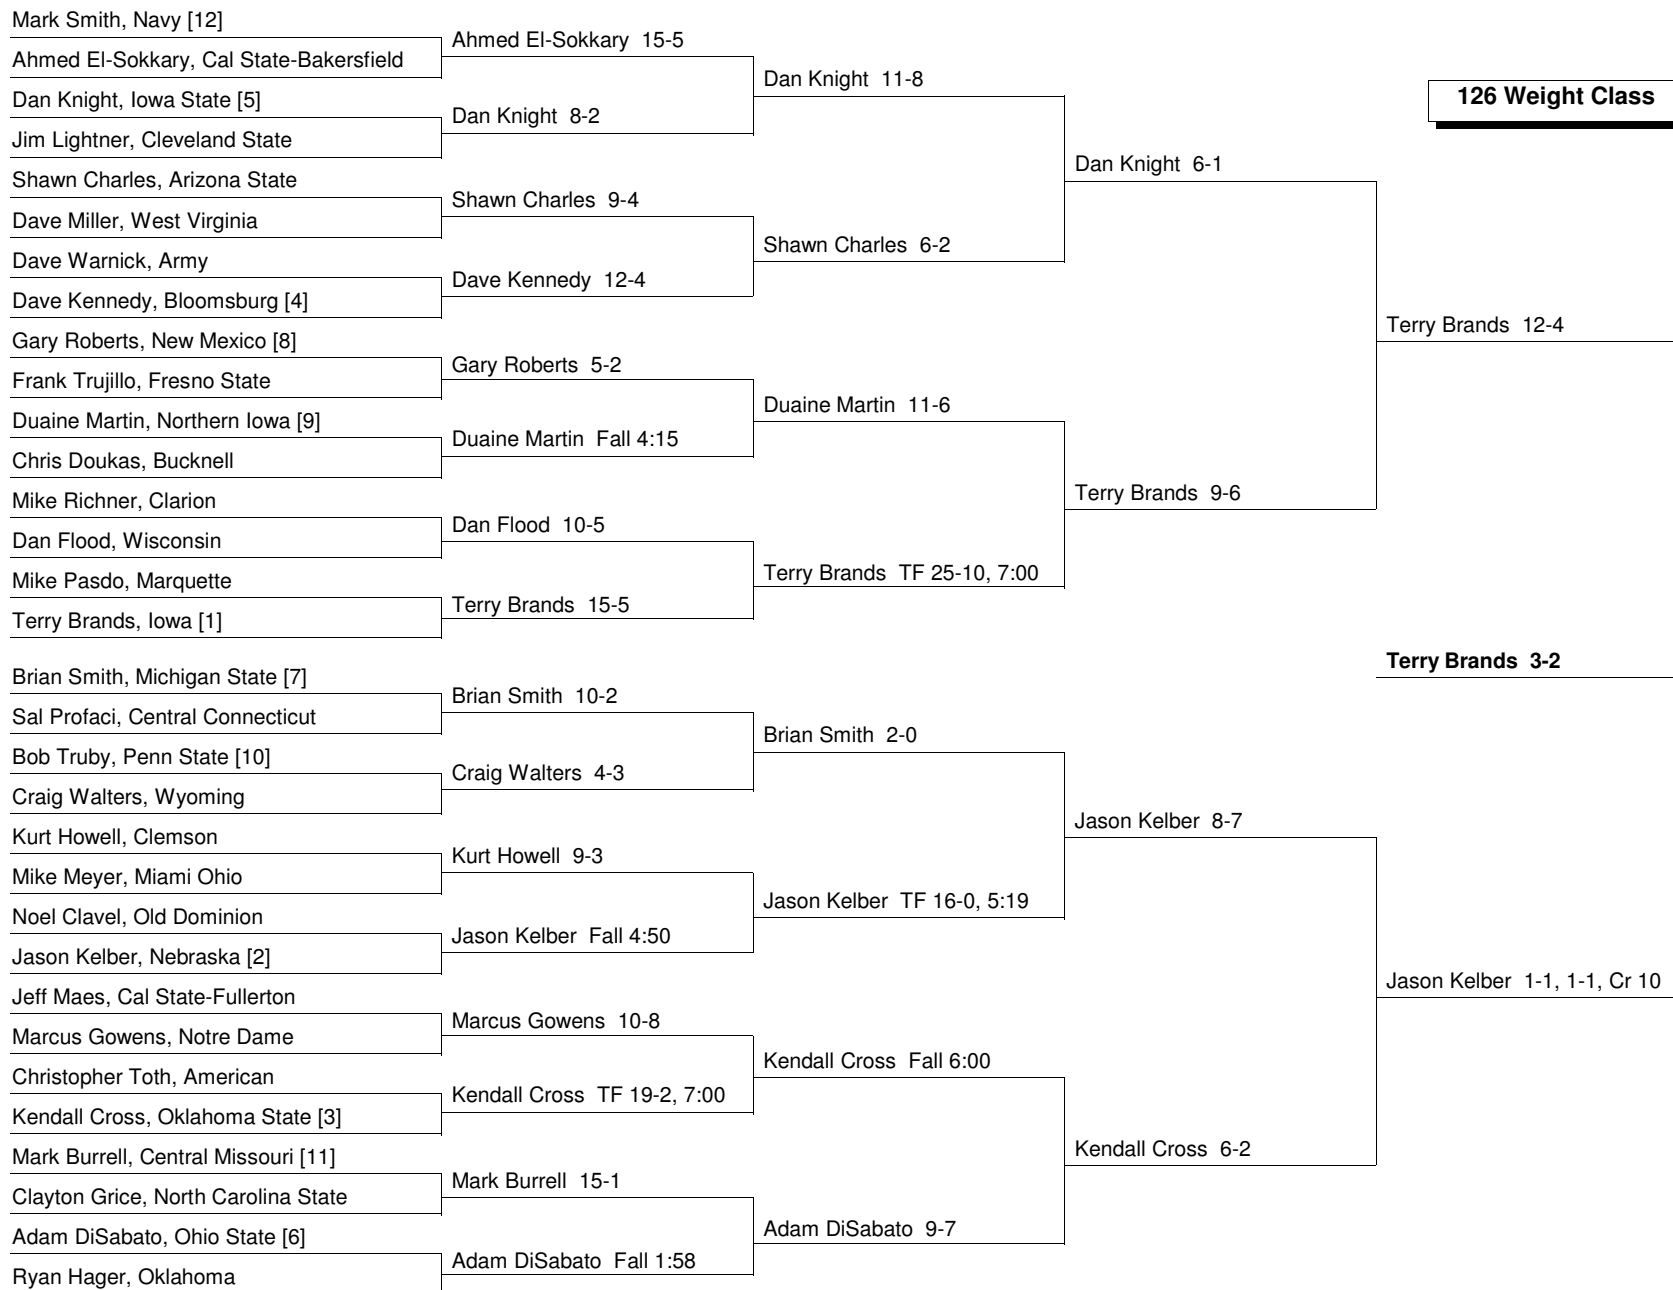 126 Weight Class
Mark Smith, Navy [12]
Ahmed El-Sokkary, Cal State-Bakersfield
Dan Knight, Iowa State [5]
Jim Lightner, Cleveland State
Shawn Charles, Arizona State
Dave Miller, West Virginia
Dave Warnick, Army
Dave Kennedy, Bloomsburg [4]
Gary Roberts, New Mexico [8]
Frank Trujillo, Fresno State
Duaine Martin, Northern Iowa [9]
Chris Doukas, Bucknell
Mike Richner, Clarion
Dan Flood, Wisconsin
Mike Pasdo, Marquette
Terry Brands, Iowa [1]
Brian Smith, Michigan State [7]
Sal Profaci, Central Connecticut
Bob Truby, Penn State [10]
Craig Walters, Wyoming
Kurt Howell, Clemson
Mike Meyer, Miami Ohio
Noel Clavel, Old Dominion
Jason Kelber, Nebraska [2]
Jeff Maes, Cal State-Fullerton
Marcus Gowens, Notre Dame
Christopher Toth, American
Kendall Cross, Oklahoma State [3]
Mark Burrell, Central Missouri [11]
Clayton Grice, North Carolina State
Adam DiSabato, Ohio State [6]
Ryan Hager, Oklahoma
Ahmed El-Sokkary 15-5
Dan Knight 8-2
Shawn Charles 9-4
Dave Kennedy 12-4
Gary Roberts 5-2
Duaine Martin Fall 4:15
Dan Flood 10-5
Terry Brands 15-5
Brian Smith 10-2
Craig Walters 4-3
Kurt Howell 9-3
Jason Kelber Fall 4:50
Marcus Gowens 10-8
Kendall Cross TF 19-2, 7:00
Mark Burrell 15-1
Adam DiSabato Fall 1:58
Dan Knight 11-8
Shawn Charles 6-2
Duaine Martin 11-6
Terry Brands TF 25-10, 7:00
Brian Smith 2-0
Jason Kelber TF 16-0, 5:19
Kendall Cross Fall 6:00
Adam DiSabato 9-7
Dan Knight 6-1
Terry Brands 9-6
Jason Kelber 8-7
Kendall Cross 6-2
Terry Brands 12-4
Jason Kelber 1-1, 1-1, Cr 10
Terry Brands 3-2